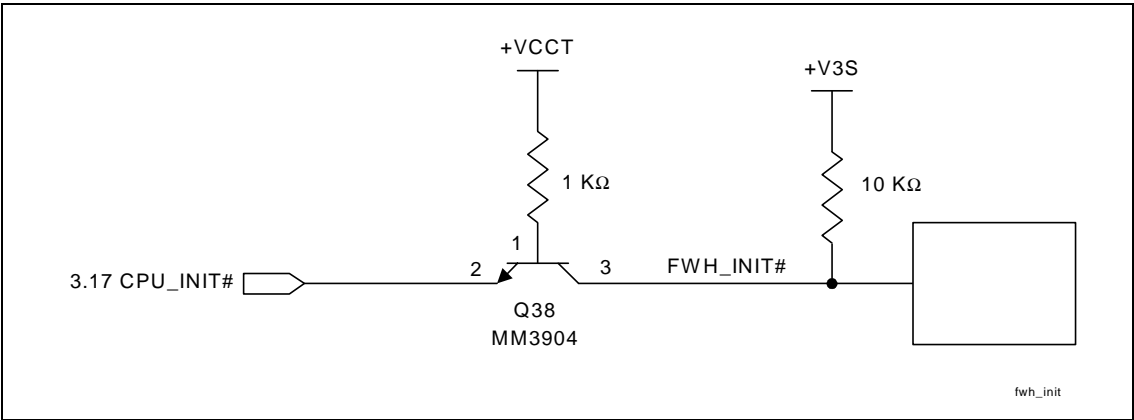 +VCCT
+V3S
1 KΩ
10 KΩ
1
3.17 CPU_INIT#
2
3
FWH_INIT#
Q38
MM3904
fwh_init